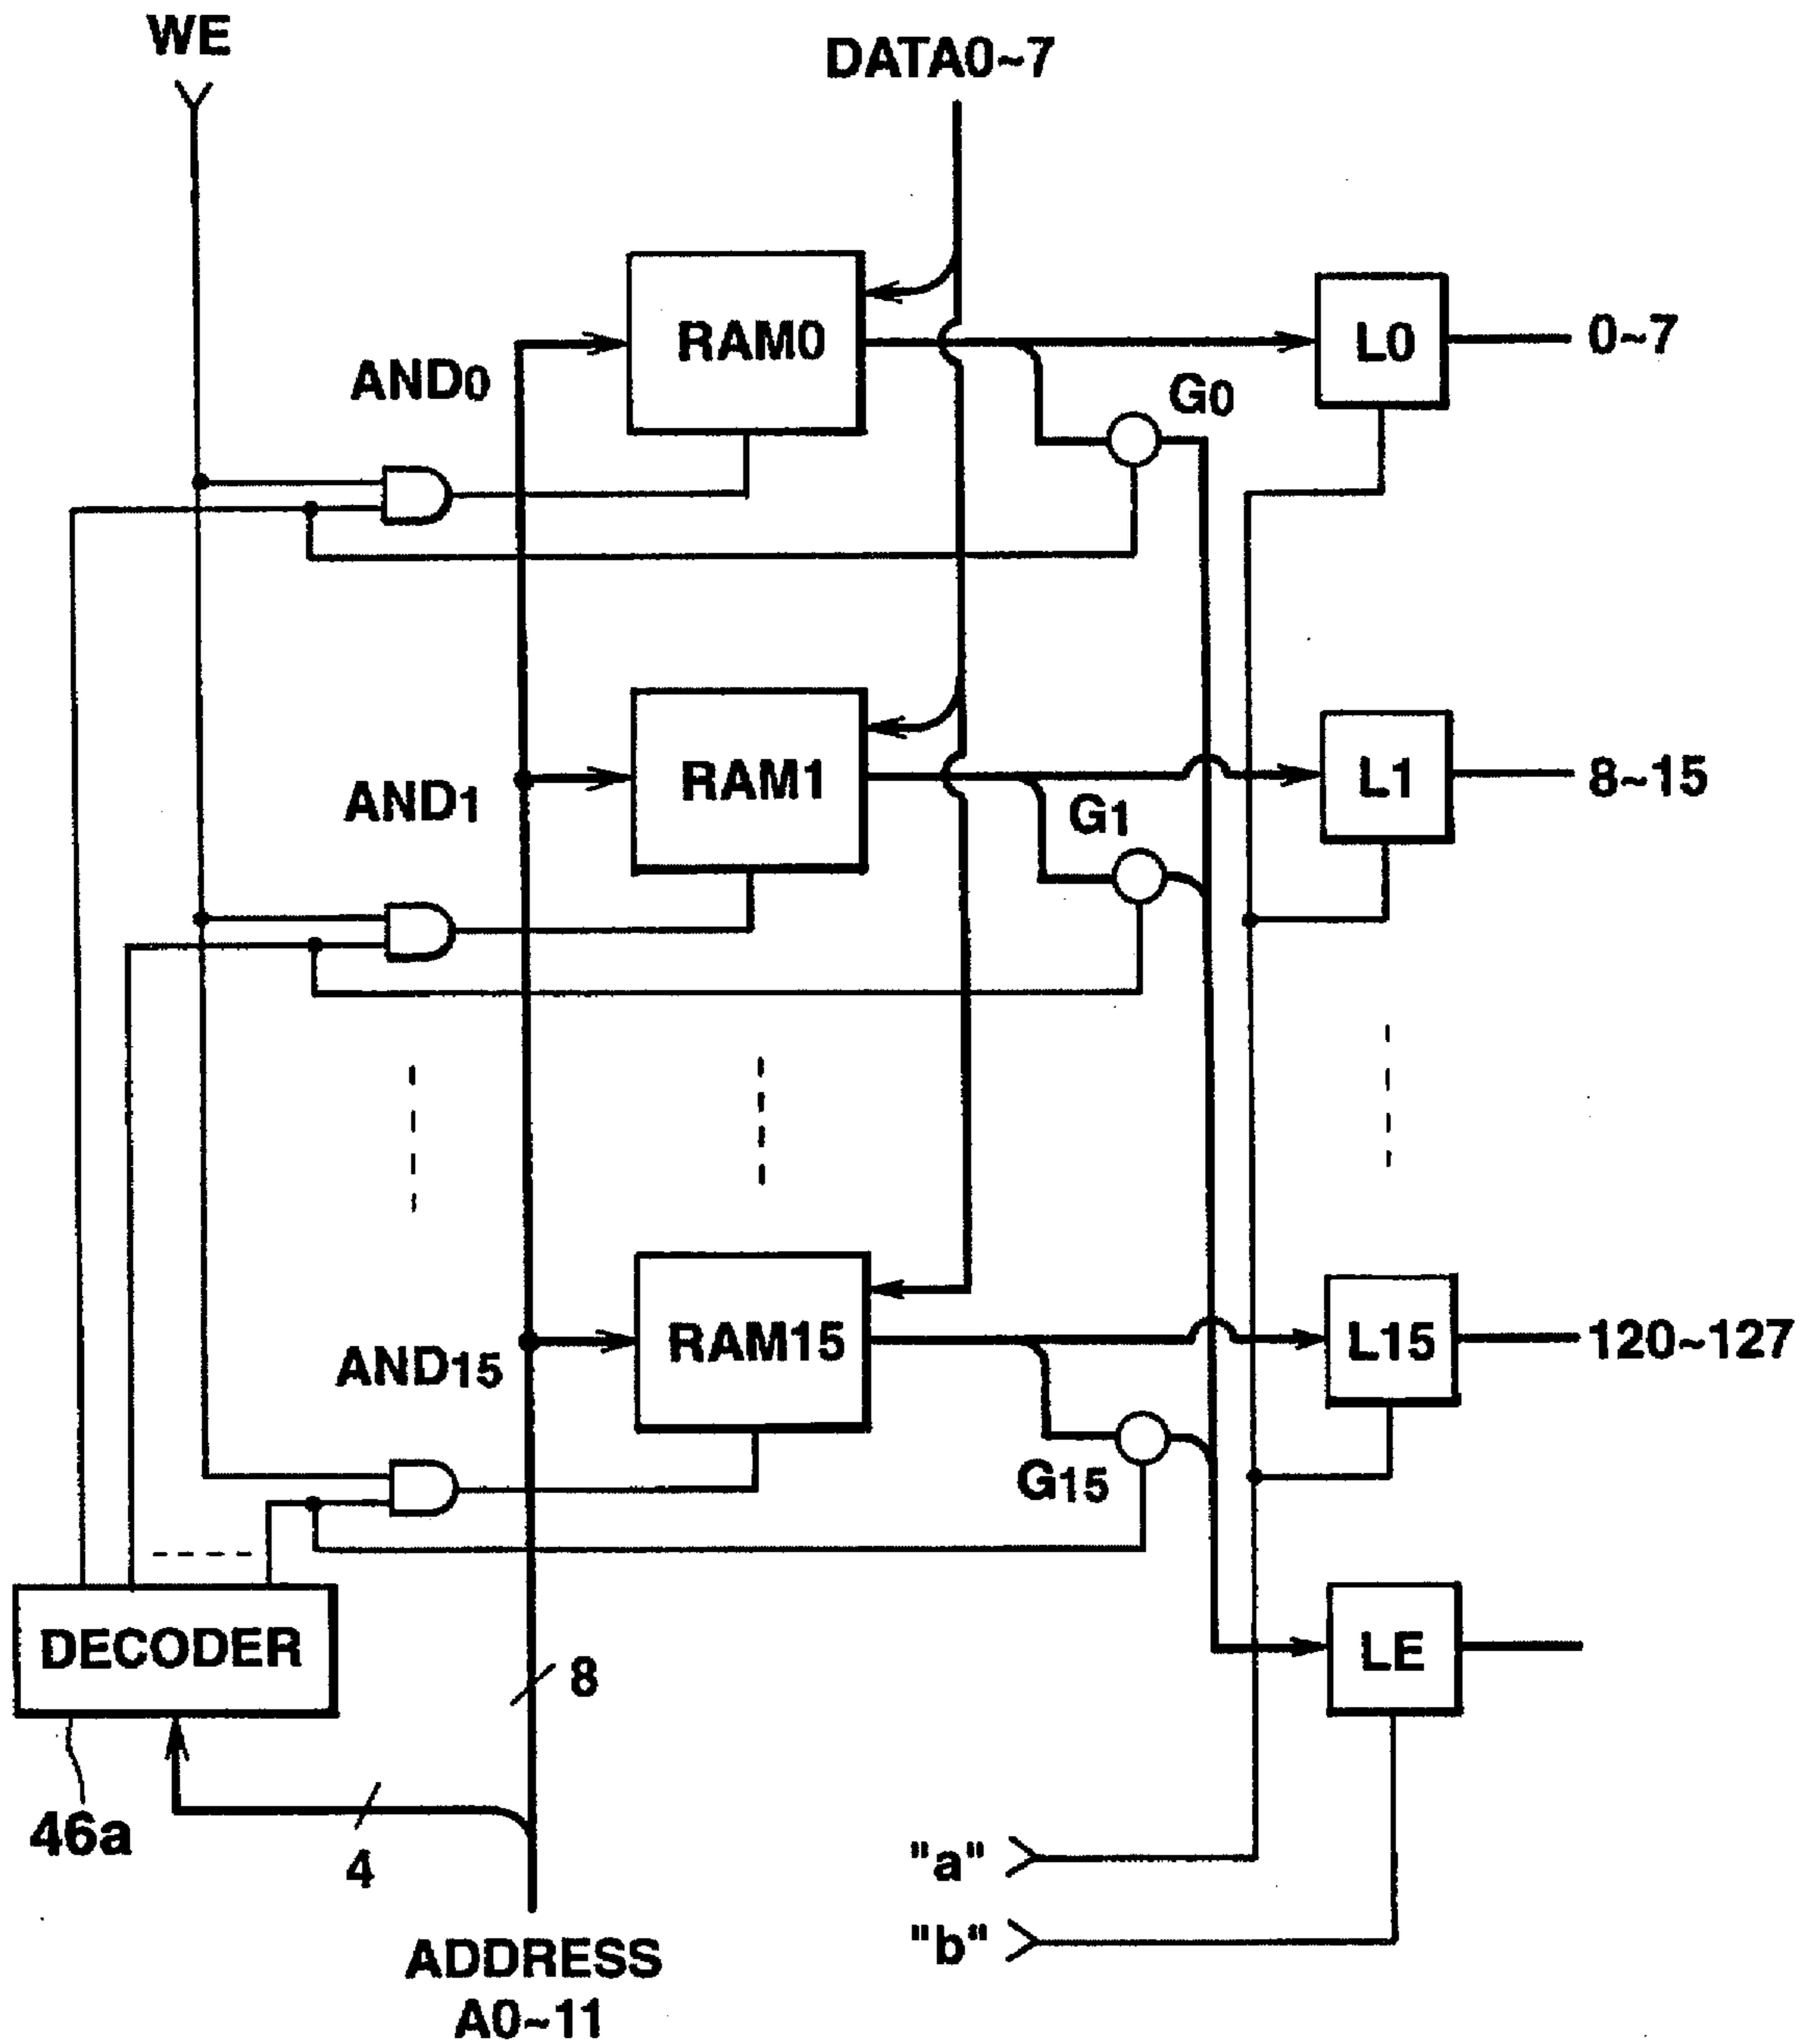 WE
DATA0~7
RAM0
L0
0~7
AND0
G0
RAM1
L1
8~15
AND1
G1
RAM15
L15
120~127
AND15
G15
DECODER
LE
8
46a
4
"a"
"b"
ADDRESS
A0~11